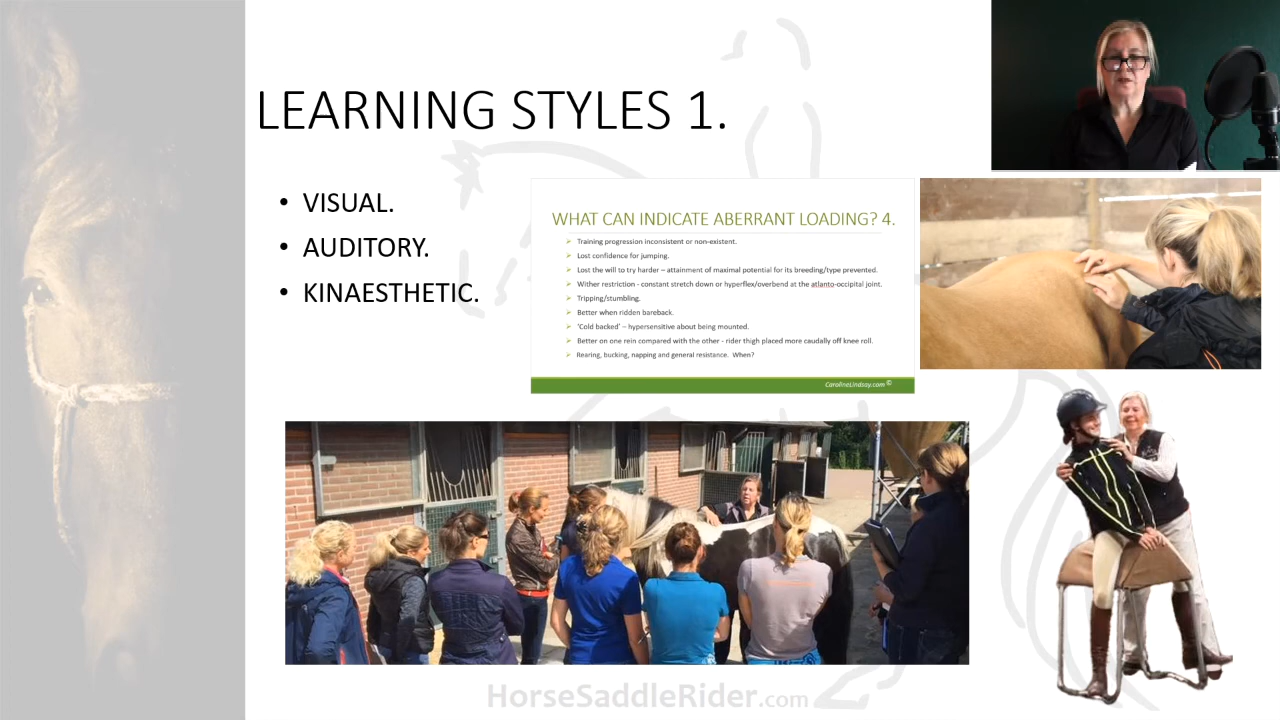 LEARNING STYLES 1.
• VISUAL.
• AUDITORY.
• KINAESTHETIC.
WHAT CAN INDICATE ABERRANT LOADING? 4.
➢ Training progression inconsistent or non-existent.
➢ Lost confidence for jumping.
➢ Lost the will to try harder – attainment of maximal potential for its breeding/type prevented.
➢ Wither restriction - constant stretch down or hyperflex/overbend at the atlanto-occipital joint.
➢ Tripping/stumbling.
➢ Better when ridden bareback.
➢ 'Cold backed' – hypersensitive about being mounted.
➢ Better on one rein compared with the other - rider thigh placed more caudally off knee roll.
➢ Rearing, bucking, napping and general resistance. When?
CarolineLindsay.com ©
HorseSaddleRider.com